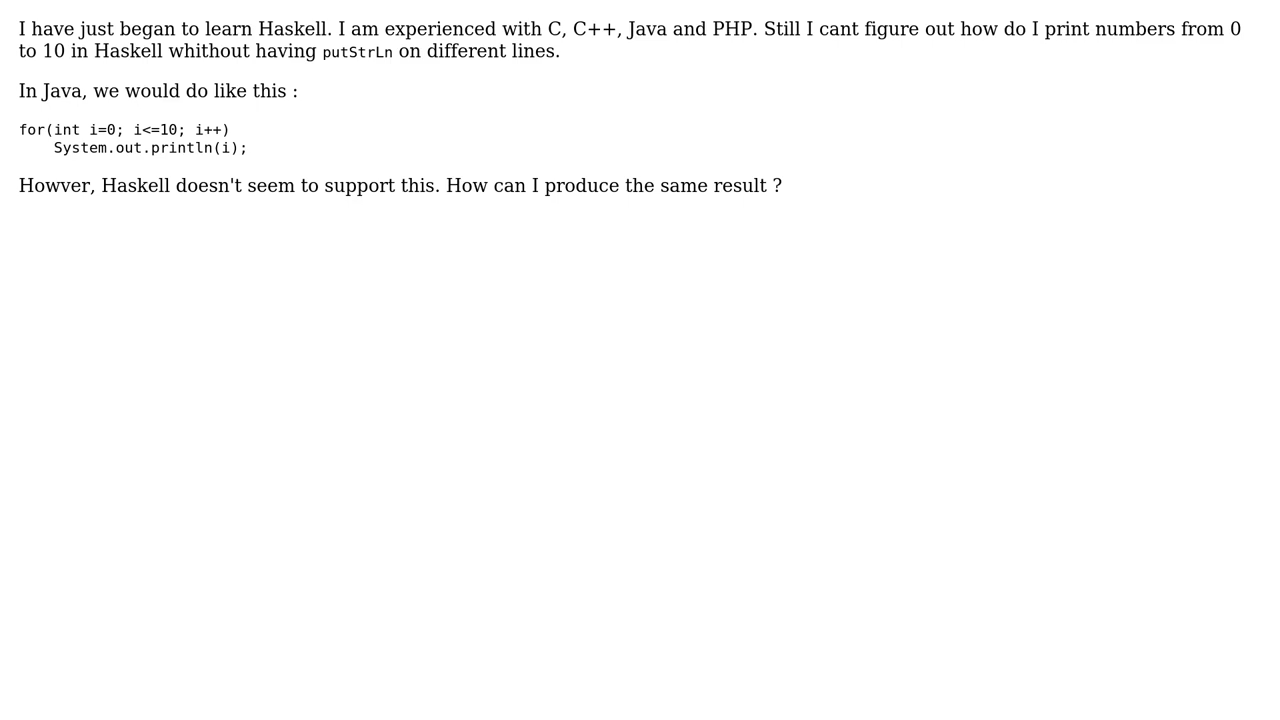 I have just began to learn Haskell. I am experienced with C, C++, Java and PHP. Still I cant figure out how do I print numbers from 0
to 10 in Haskell whithout having putStrLn on different lines.
In Java, we would do like this :
for(int i=0; i<=10; i++)
    System.out.println(i);
Howver, Haskell doesn't seem to support this. How can I produce the same result ?